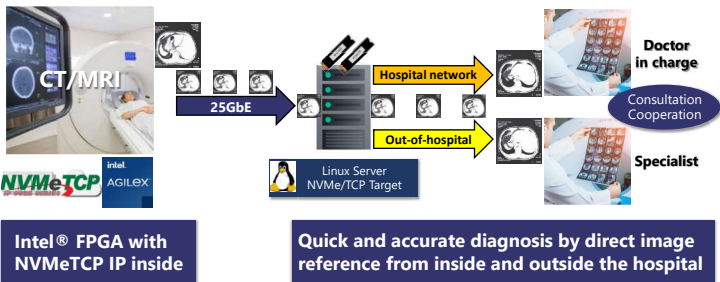 CT/MRI
25GbE
Hospital network
Out-of-hospital
Doctor
in charge
Consultation
Cooperation
Specialist
Linux Server
NVMe/TCP Target
NVMeTCP
intel.
AGILEX
Intel® FPGA with
NVMeTCP IP inside
Quick and accurate diagnosis by direct image
reference from inside and outside the hospital